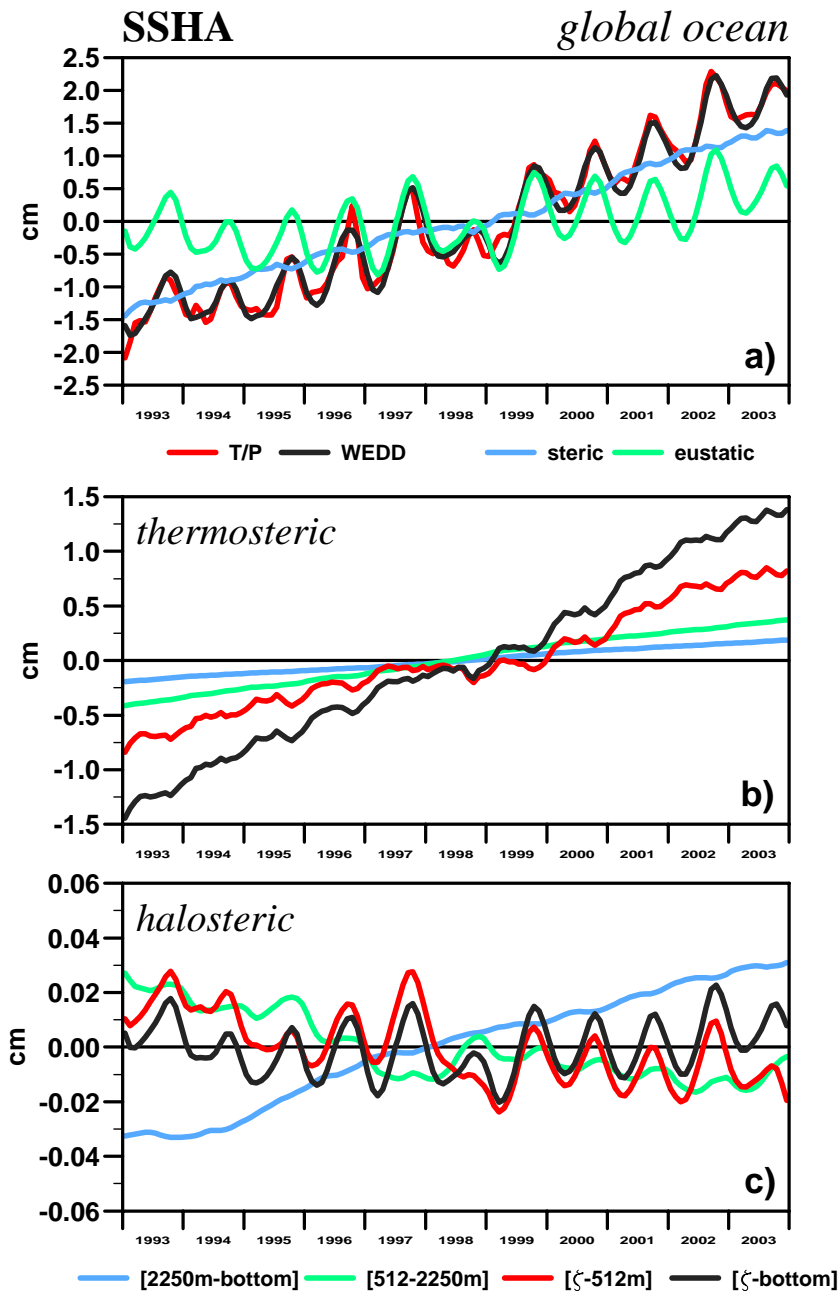 SSHA global ocean
2.5
2.0
1.5
1.0
0.5
0.0
-0.5
-1.0
-1.5
-2.0
-2.5
cm
a)
1993 1994 1995 1996 1997 1998 1999 2000 2001 2002 2003
T/P WEDD steric eustatic
1.5
1.0
0.5
0.0
-0.5
-1.0
-1.5
cm
thermosteric
b)
1993 1994 1995 1996 1997 1998 1999 2000 2001 2002 2003
0.06
0.04
0.02
0.00
-0.02
-0.04
-0.06
cm
halosteric
c)
1993 1994 1995 1996 1997 1998 1999 2000 2001 2002 2003
[2250m-bottom] [512-2250m] [ζ-512m] [ζ-bottom]